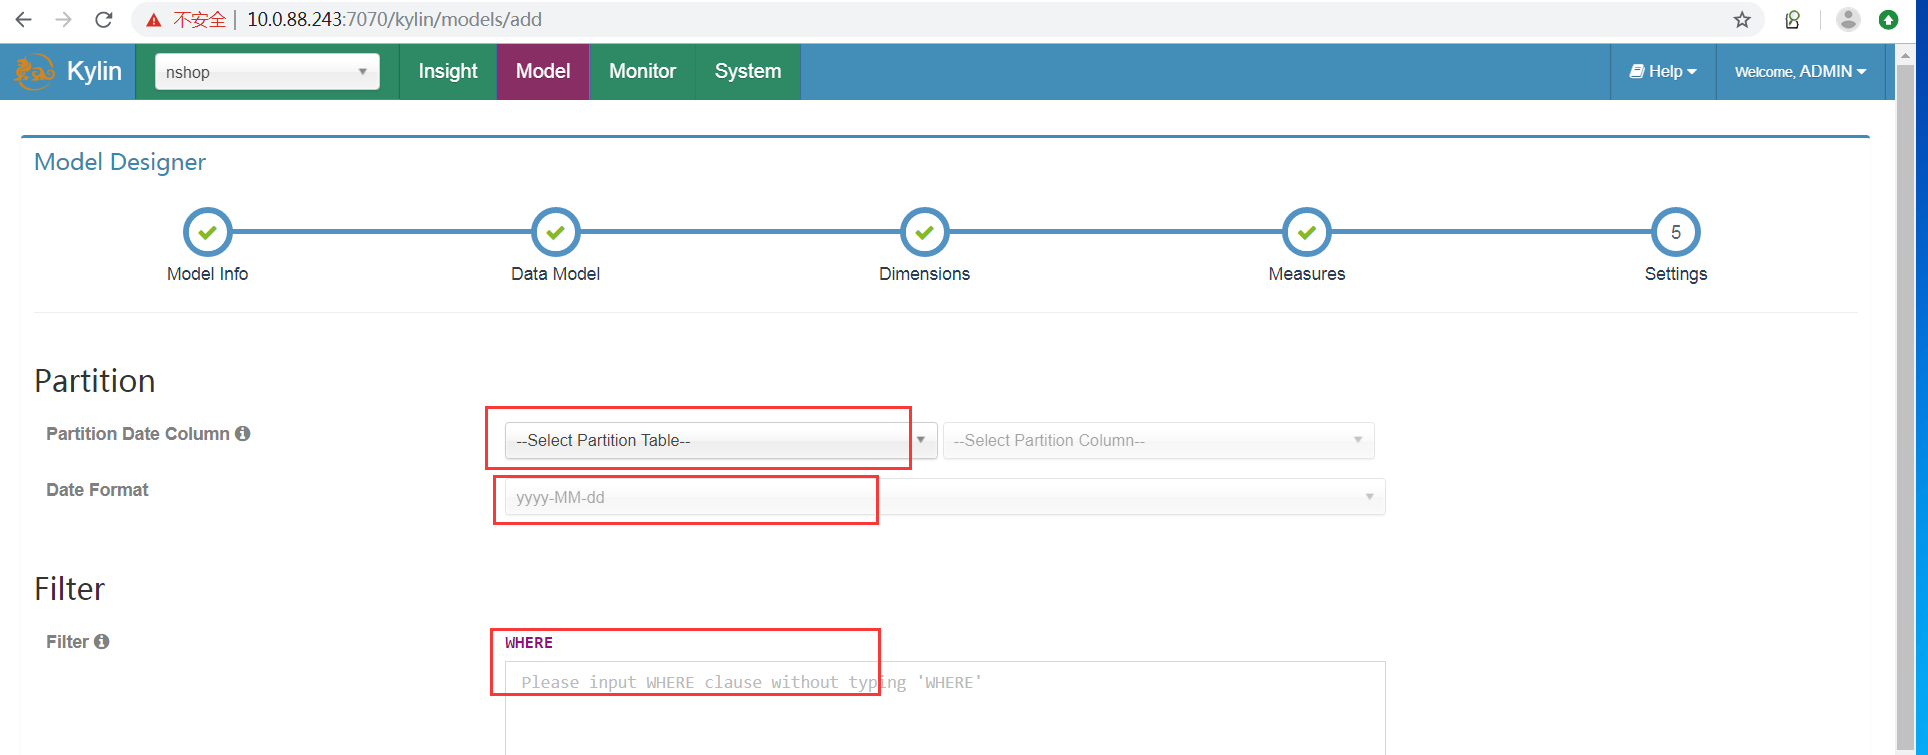 不安全 10.0.88.243:7070/kylin/models/add
Kylin nshop Insight Model Monitor System Help Welcome, ADMIN
Model Designer
5
Model Info Data Model Dimensions Measures Settings
Partition
Partition Date Column --Select Partition Table-- --Select Partition Column--
Date Format yyyy-MM-dd
Filter
Filter WHERE
Please input WHERE clause without typing 'WHERE'